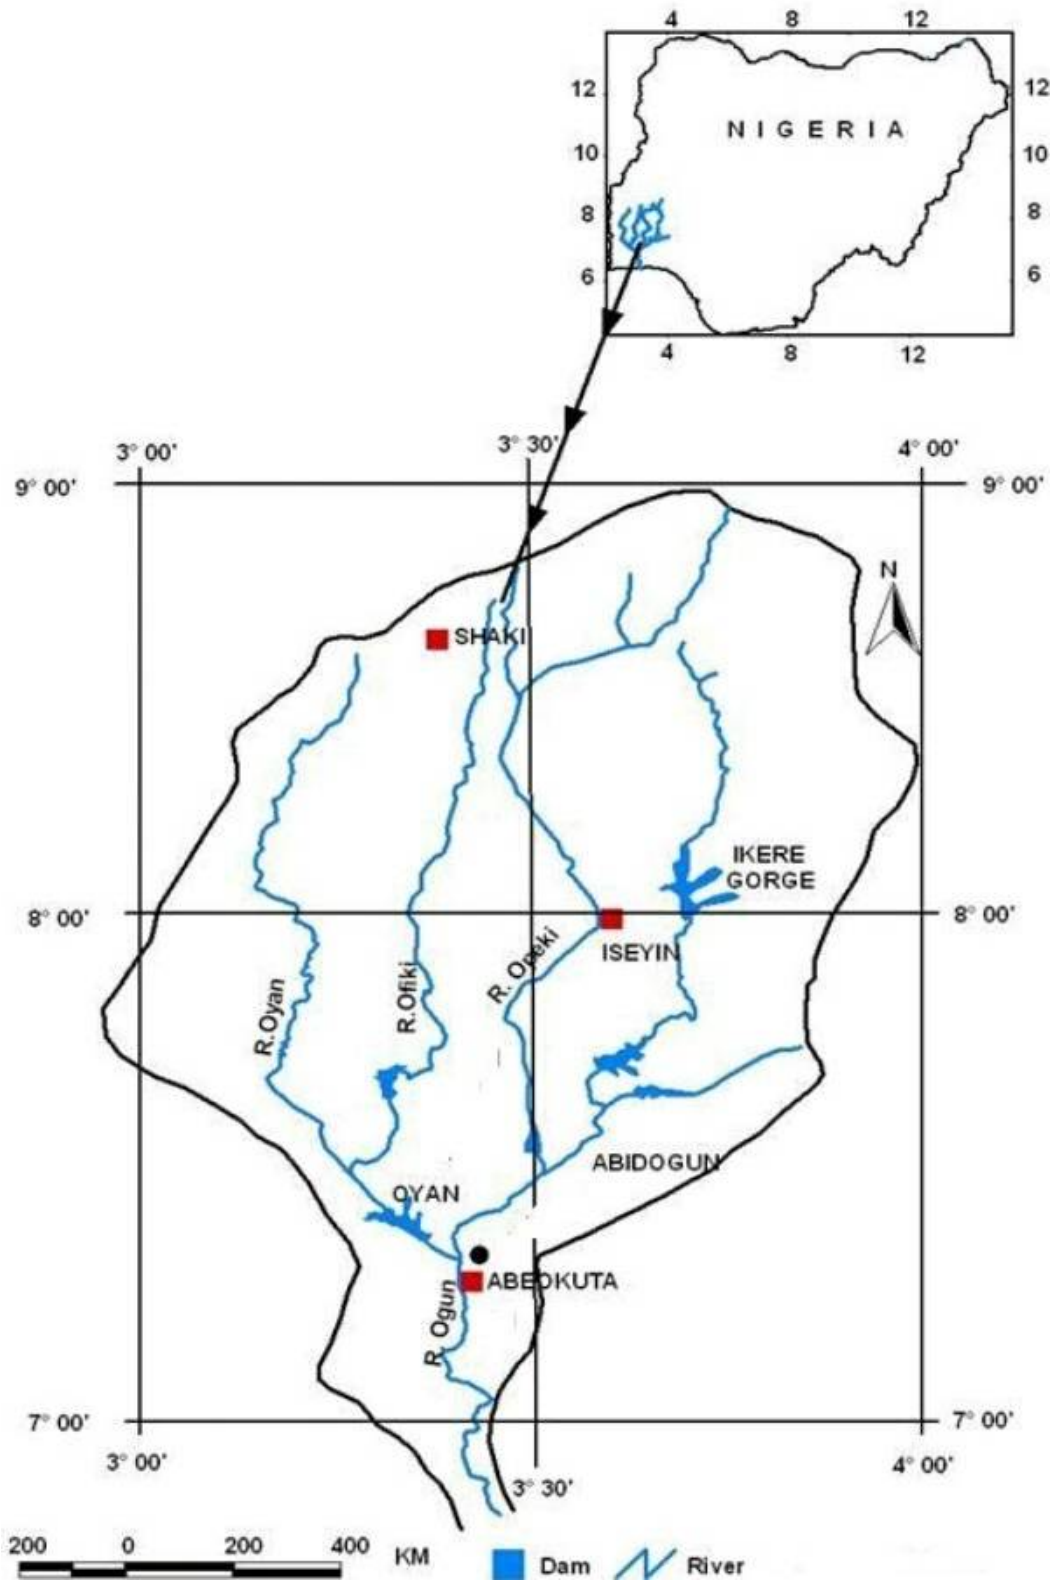 4 8 12
12 12
NIGERIA
10 10
8 8
6 6
4 8 12
3° 00' 3° 30' 4° 00'
9° 00' 9° 00'
N
SHAKI
IKERE
GORGE
8° 00' 8° 00'
R. Opeki
ISEYIN
R.Ofiki
R.Oyan
ABIDOGUN
OYAN
ABEOKUTA
R. Ogun
7° 00' 7° 00'
3° 00' 3° 30' 4° 00'
200 0 200 400 KM
Dam River